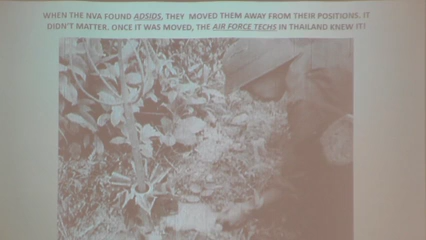 WHEN THE NVA FOUND ADSIDS, THEY MOVED THEM AWAY FROM THEIR POSITIONS. IT
DIDN'T MATTER. ONCE IT WAS MOVED, THE AIR FORCE TECHS IN THAILAND KNEW IT!